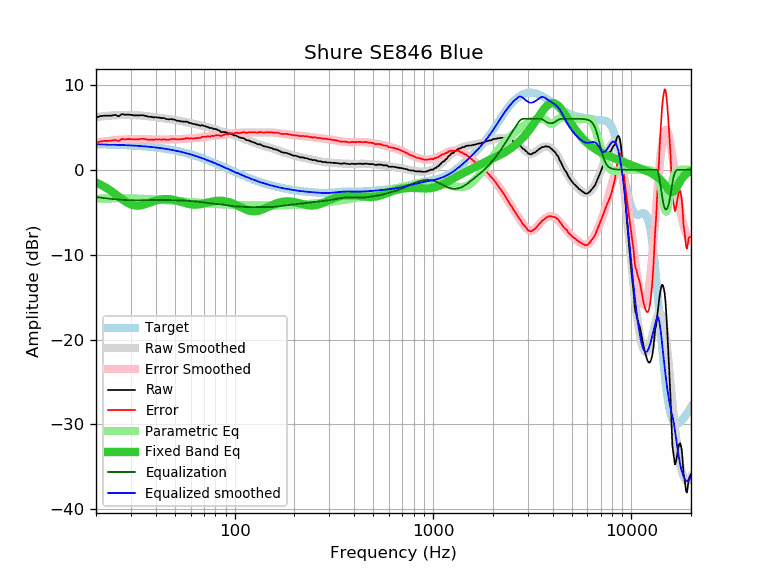 Shure SE846 Blue
10
0
−10
−20
−30
−40
Amplitude (dBr)
Target
Raw Smoothed
Error Smoothed
Raw
Error
Parametric Eq
Fixed Band Eq
Equalization
Equalized smoothed
100
1000
10000
Frequency (Hz)